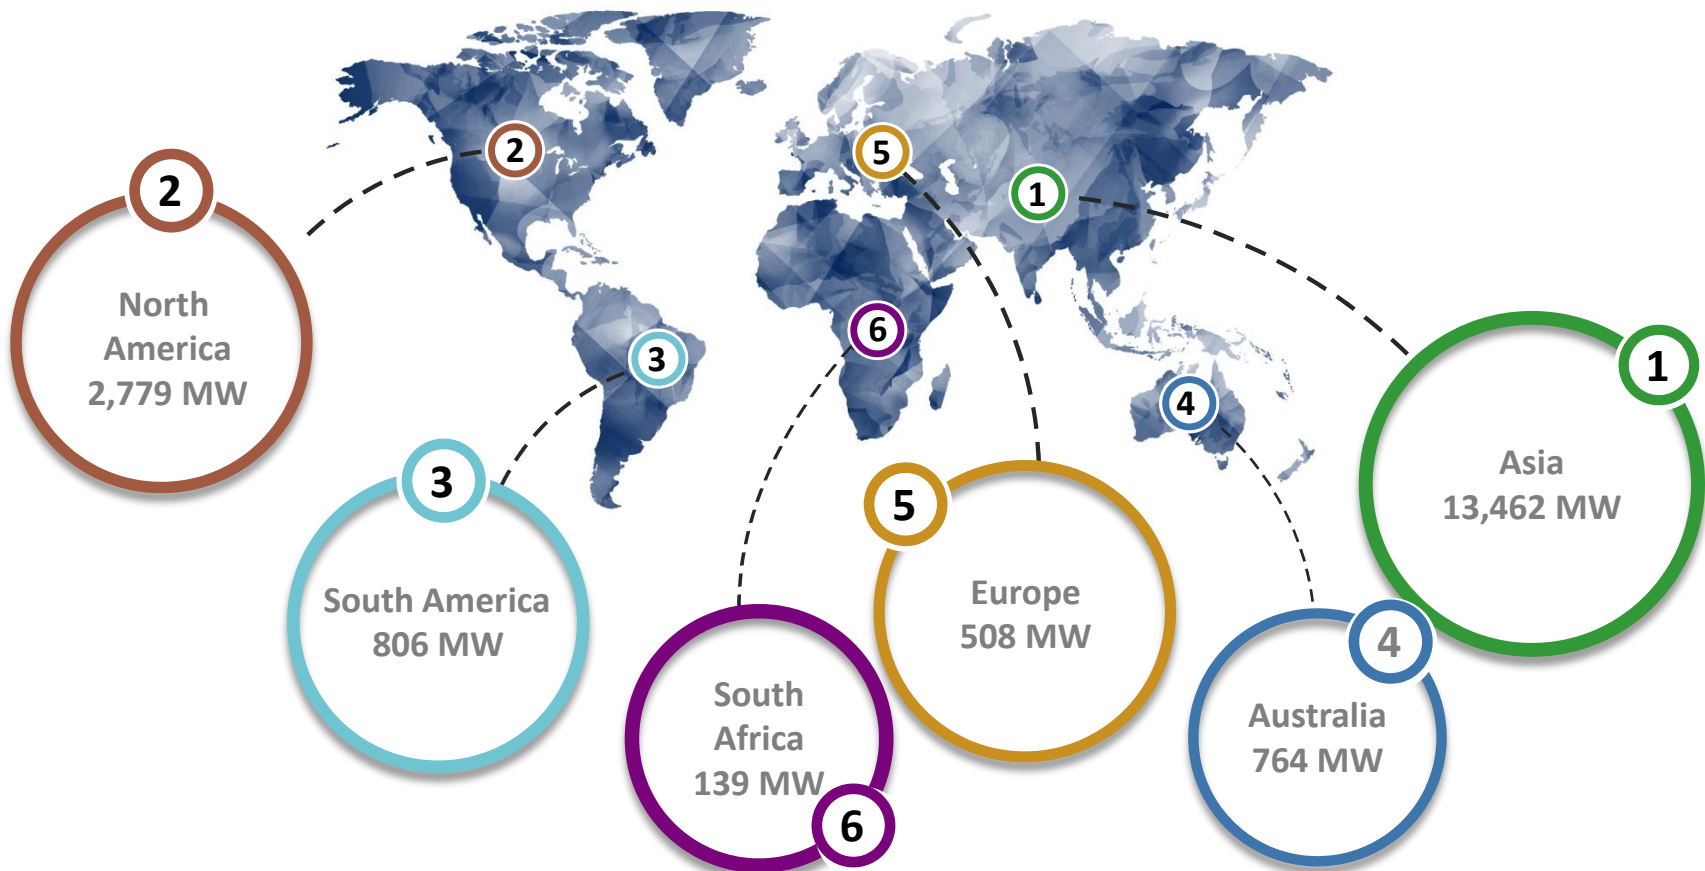 2
5
1
6
3
4
2
North
America
2,779 MW
3
South America
806 MW
6
South
Africa
139 MW
5
Europe
508 MW
4
Australia
764 MW
1
Asia
13,462 MW